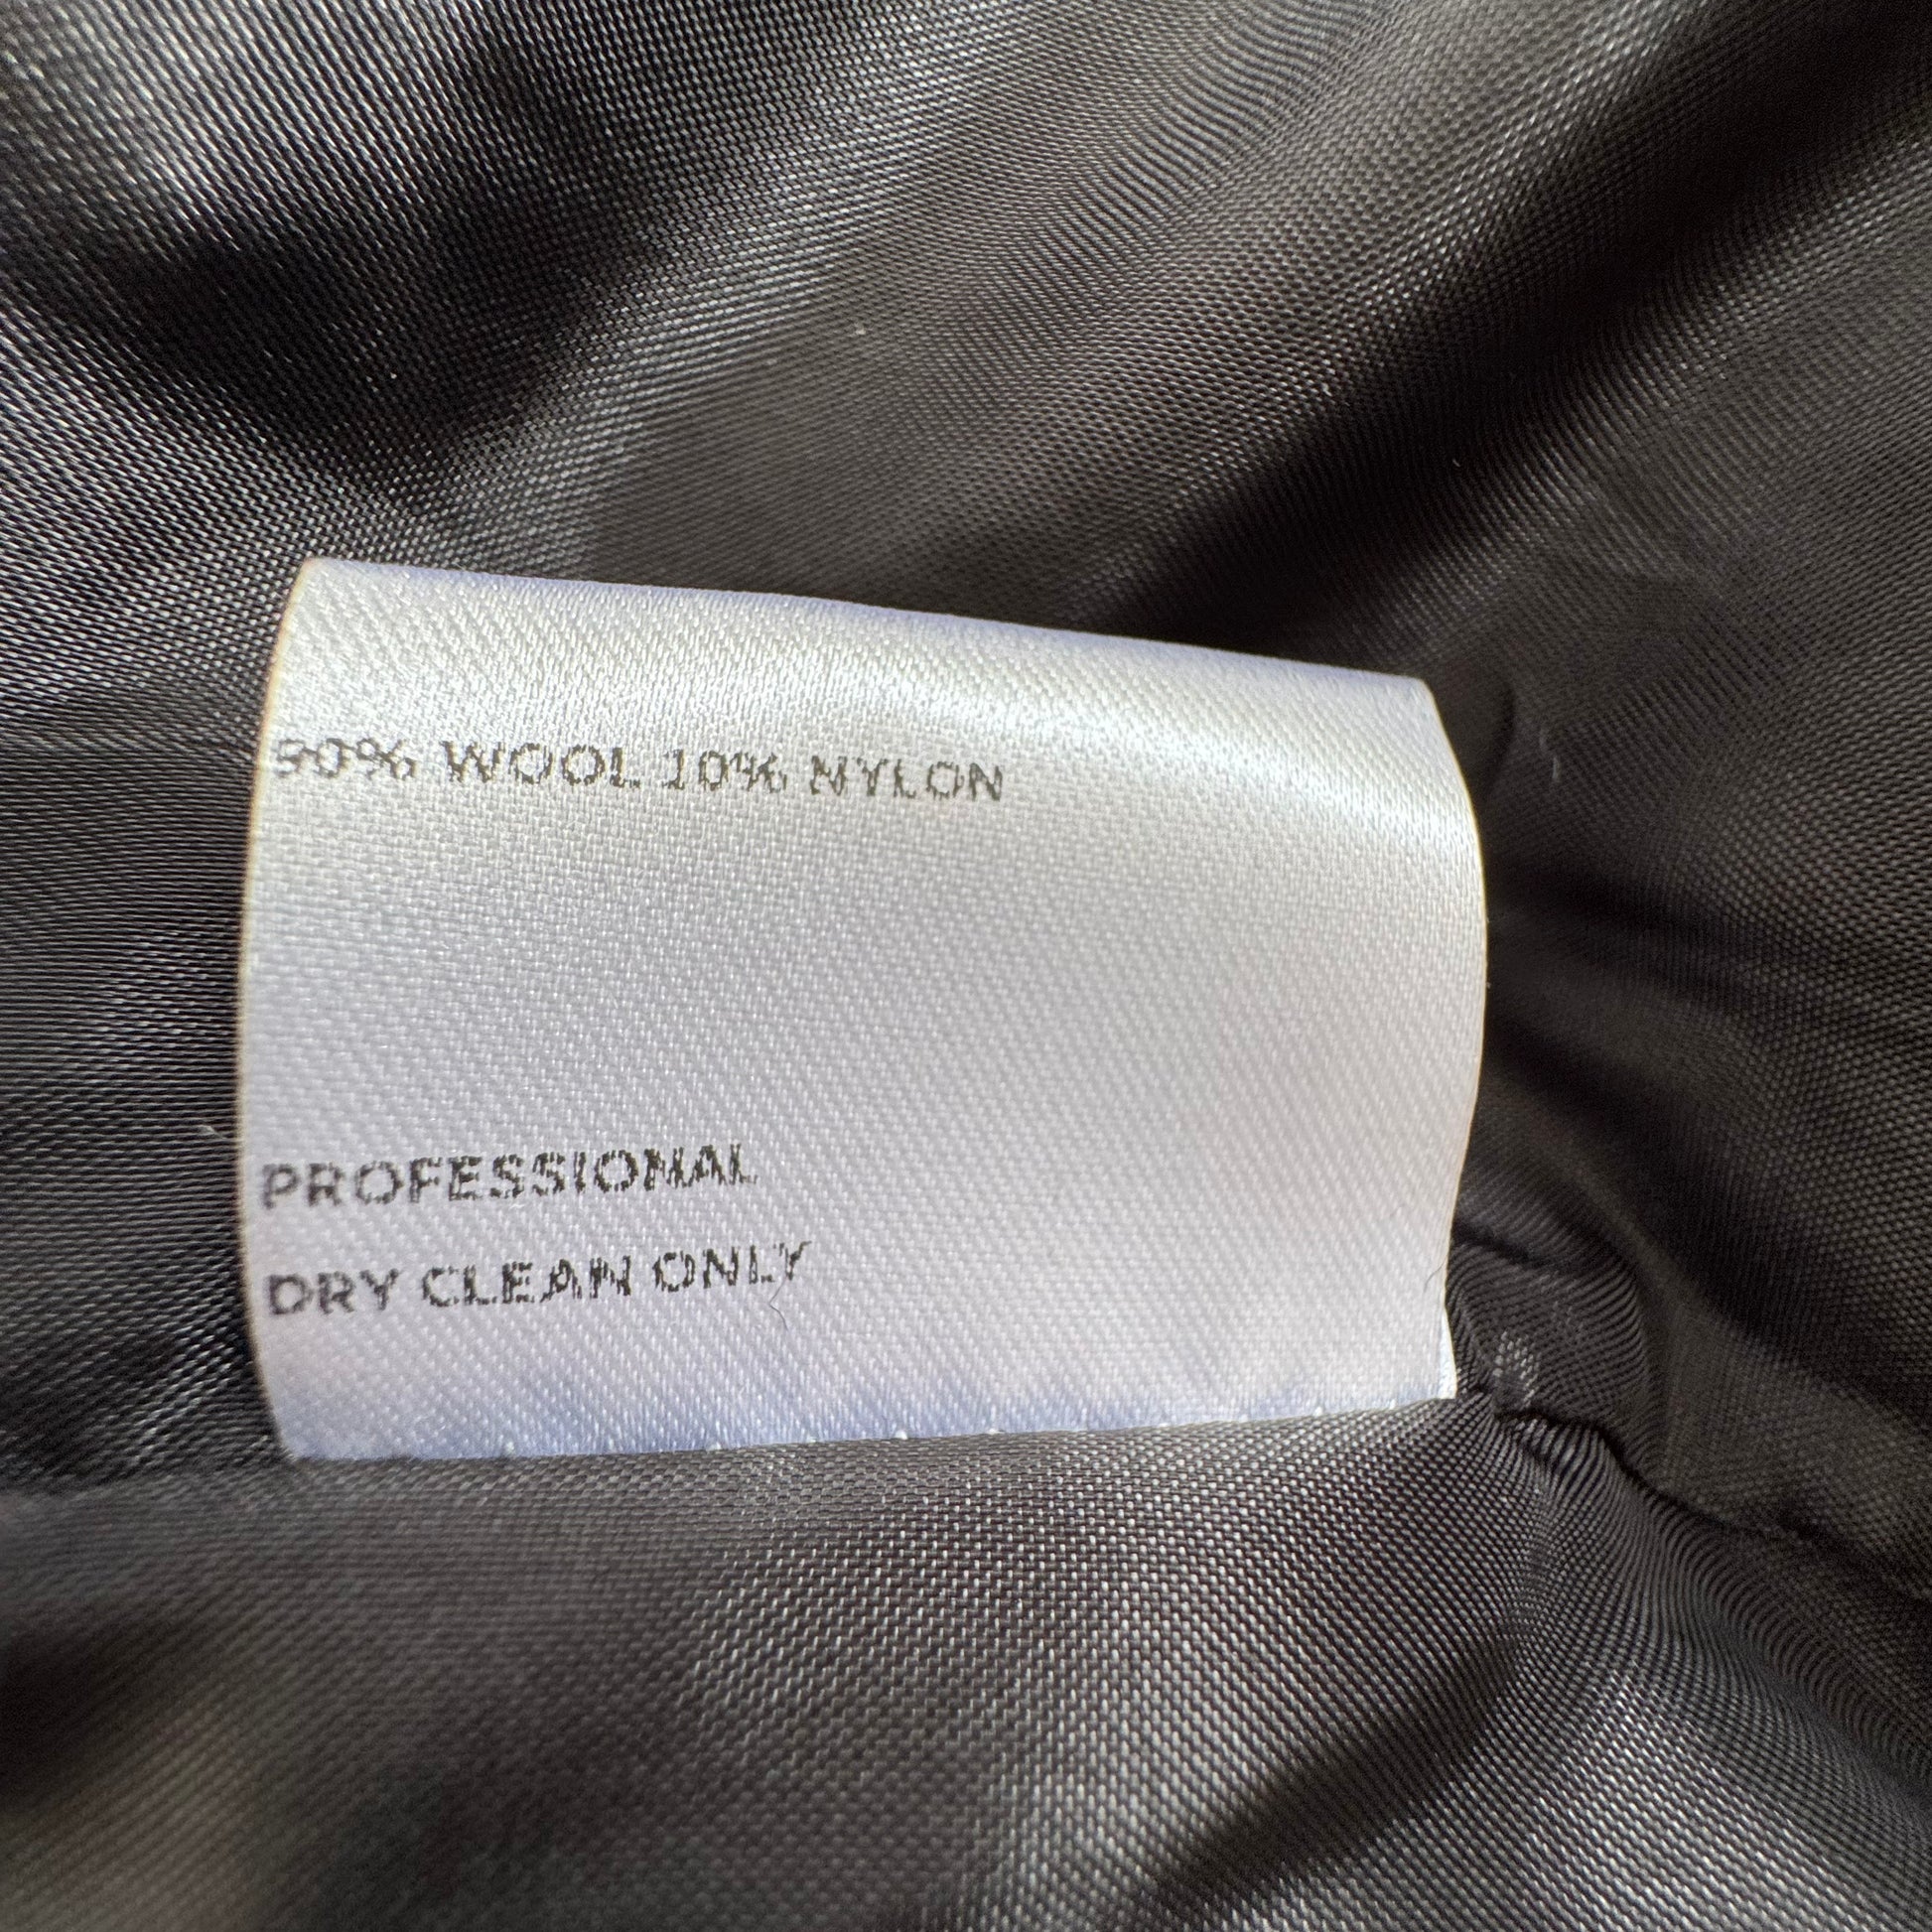 90% WOOL 10% NYLON
PROFESSIONAL
DRY CLEAN ONLY